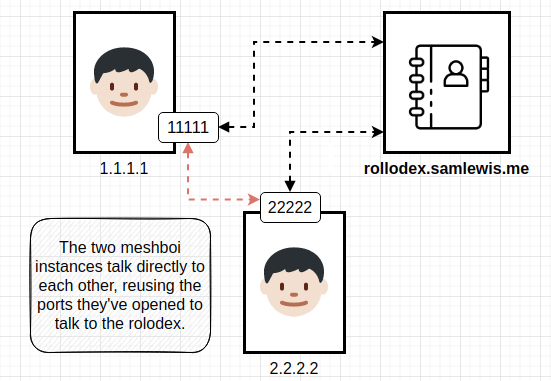 11111
1.1.1.1
rollodex.samlewis.me
22222
The two meshboi
instances talk directly to
each other, reusing the
ports they've opened to
talk to the rolodex.
2.2.2.2